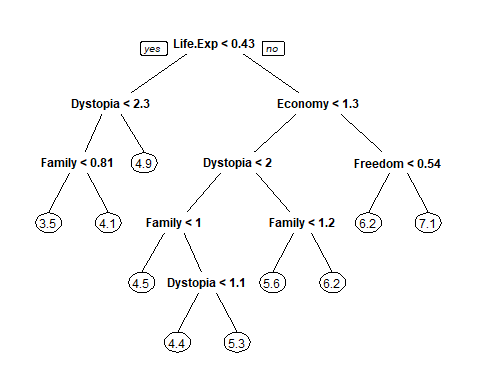 yes Life.Exp < 0.43 no
Dystopia < 2.3 Economy < 1.3
Family < 0.81 4.9 Dystopia < 2 Freedom < 0.54
3.5 4.1 Family < 1 Family < 1.2 6.2 7.1
4.5 Dystopia < 1.1 5.6 6.2
4.4 5.3